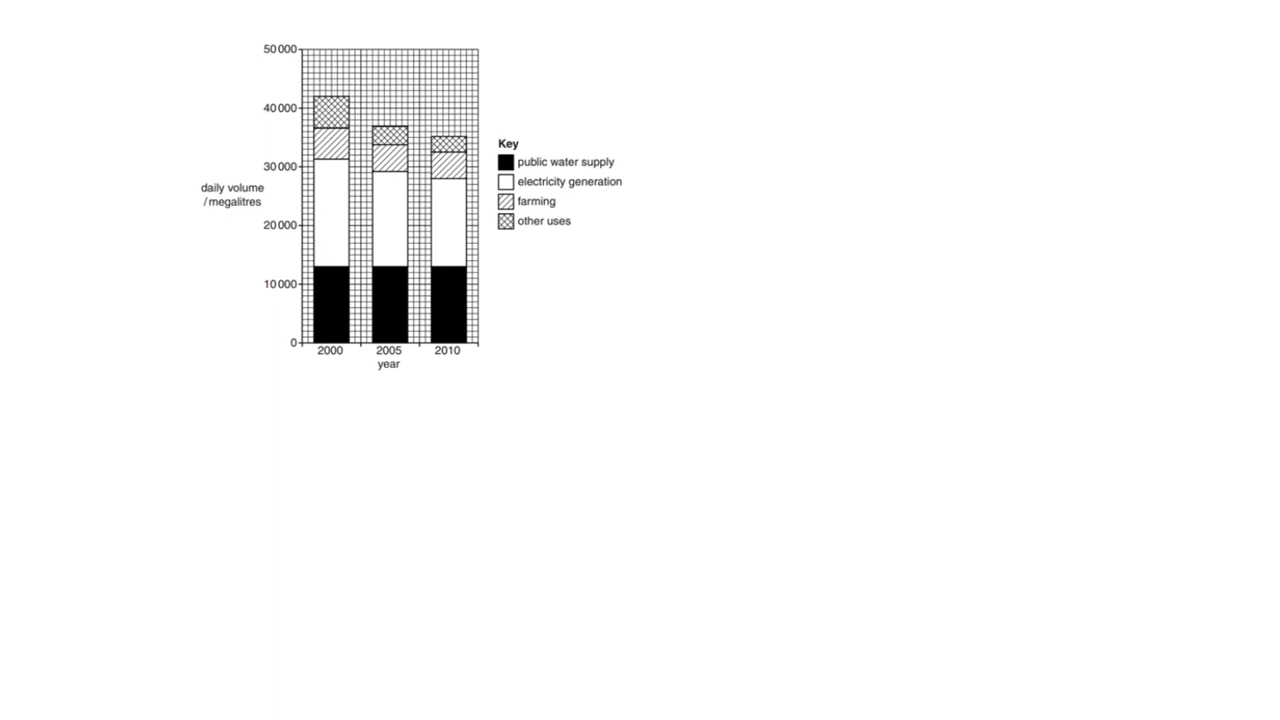 50 000
40 000
30 000
20 000
10 000
0
daily volume
/ megalitres
2000 2005 2010
year
Key
public water supply
electricity generation
farming
other uses